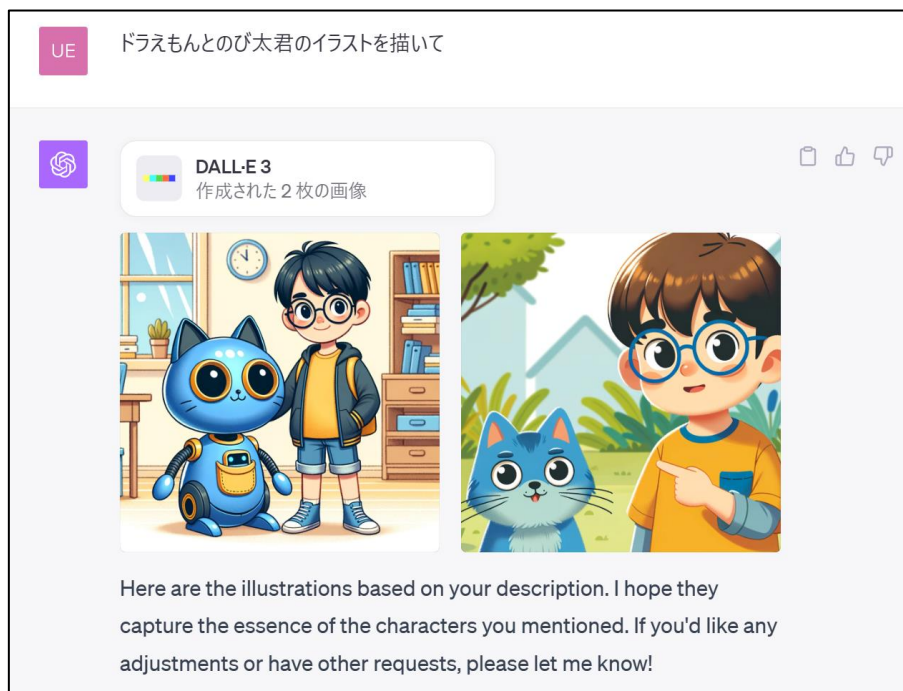 UE
ドラえもんとのび太君のイラストを描いて
DALL·E 3
作成された 2 枚の画像
Here are the illustrations based on your description. I hope they
capture the essence of the characters you mentioned. If you'd like any
adjustments or have other requests, please let me know!